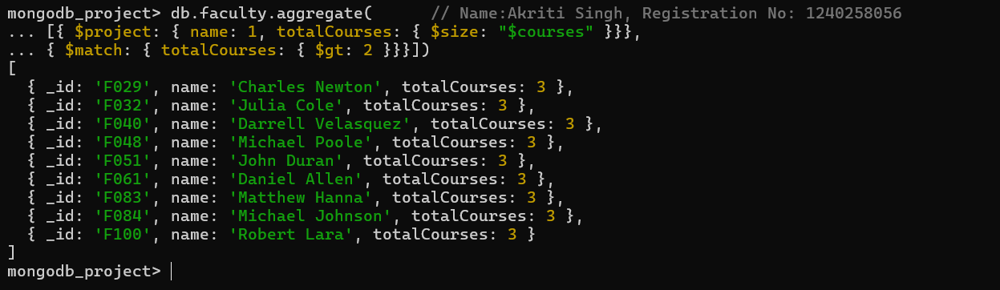 mongodb_project> db.faculty.aggregate(      // Name:Akriti Singh, Registration No: 1240258056
... [{ $project: { name: 1, totalCourses: { $size: "$courses" }}},
... { $match: { totalCourses: { $gt: 2 }}}])
[
  { _id: 'F029', name: 'Charles Newton', totalCourses: 3 },
  { _id: 'F032', name: 'Julia Cole', totalCourses: 3 },
  { _id: 'F040', name: 'Darrell Velasquez', totalCourses: 3 },
  { _id: 'F048', name: 'Michael Poole', totalCourses: 3 },
  { _id: 'F051', name: 'John Duran', totalCourses: 3 },
  { _id: 'F061', name: 'Daniel Allen', totalCourses: 3 },
  { _id: 'F083', name: 'Matthew Hanna', totalCourses: 3 },
  { _id: 'F084', name: 'Michael Johnson', totalCourses: 3 },
  { _id: 'F100', name: 'Robert Lara', totalCourses: 3 }
]
mongodb_project>